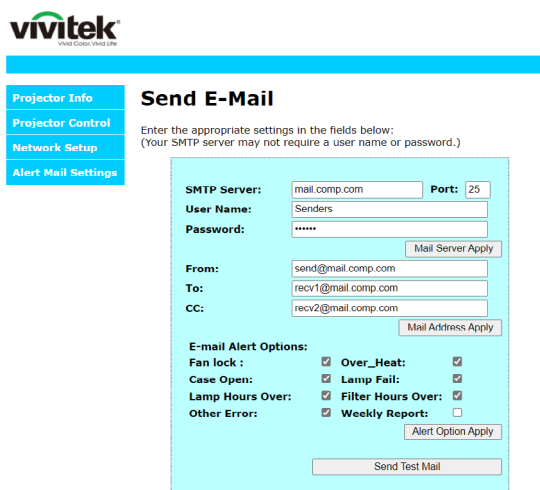 vivitek®
Vivid Color. Vivid Life
Projector Info
Projector Control
Network Setup
Alert Mail Settings
Send E-Mail
Enter the appropriate settings in the fields below:
(Your SMTP server may not require a user name or password.)
SMTP Server: mail.comp.com Port: 25
User Name: Senders
Password: ••••••
Mail Server Apply
From: send@mail.comp.com
To: recv1@mail.comp.com
CC: recv2@mail.comp.com
Mail Address Apply
E-mail Alert Options:
Fan lock : Over_Heat:
Case Open: Lamp Fail:
Lamp Hours Over: Filter Hours Over:
Other Error: Weekly Report:
Alert Option Apply
Send Test Mail